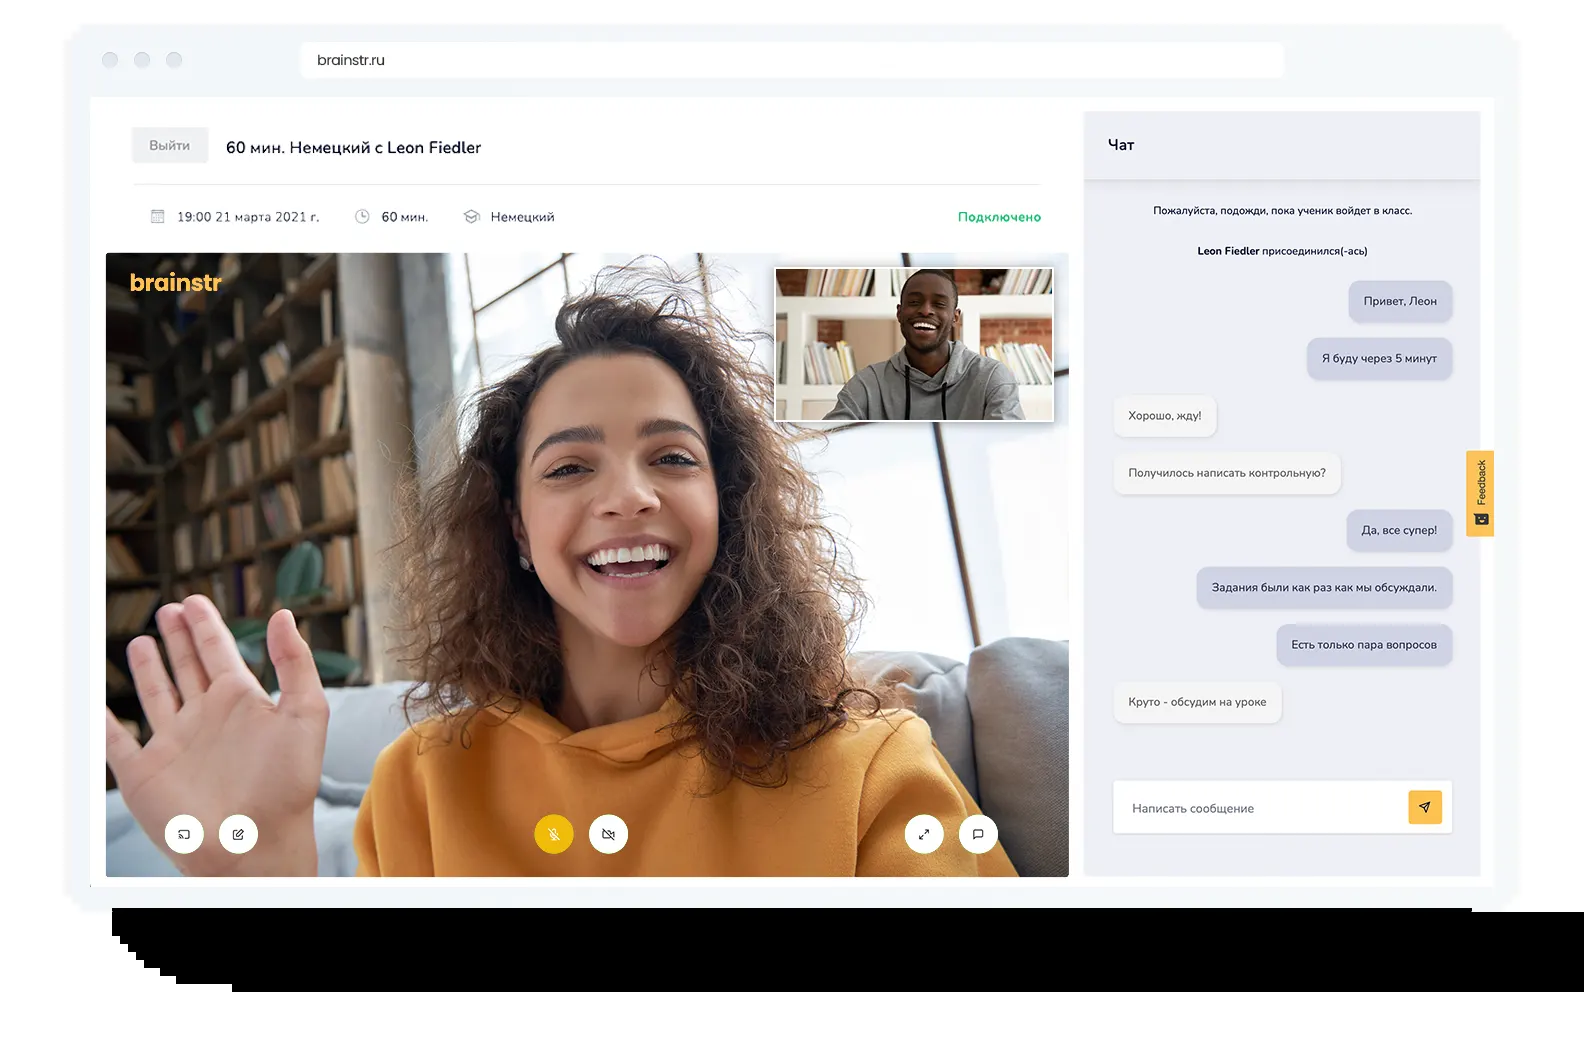 brainstr.ru
Выйти
60 мин. Немецкий с Leon Fiedler
19:00 21 марта 2021 г.
60 мин.
Немецкий
Подключено
brainstr
Чат
Пожалуйста, подожди, пока ученик войдет в класс.
Leon Fiedler присоединился(-ась)
Привет, Леон
Я буду через 5 минут
Хорошо, жду!
Получилось написать контрольную?
Да, все супер!
Задания были как раз как мы обсуждали.
Есть только пара вопросов
Круто - обсудим на уроке
Написать сообщение
Feedback